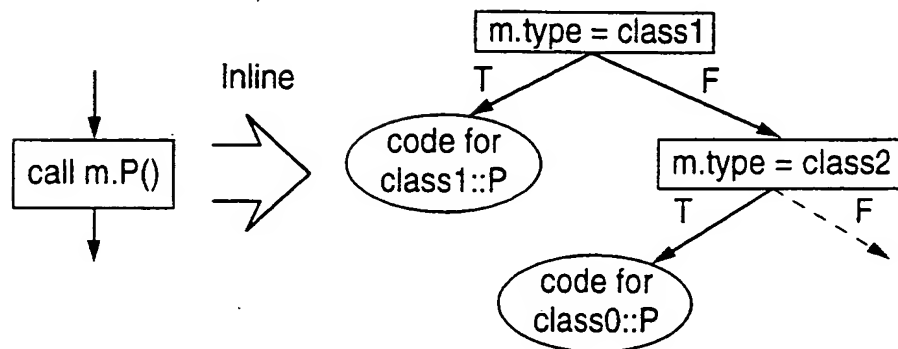 m.type = class1
T
F
Inline
code for
class1::P
call m.P()
m.type = class2
T
F
code for
class0::P